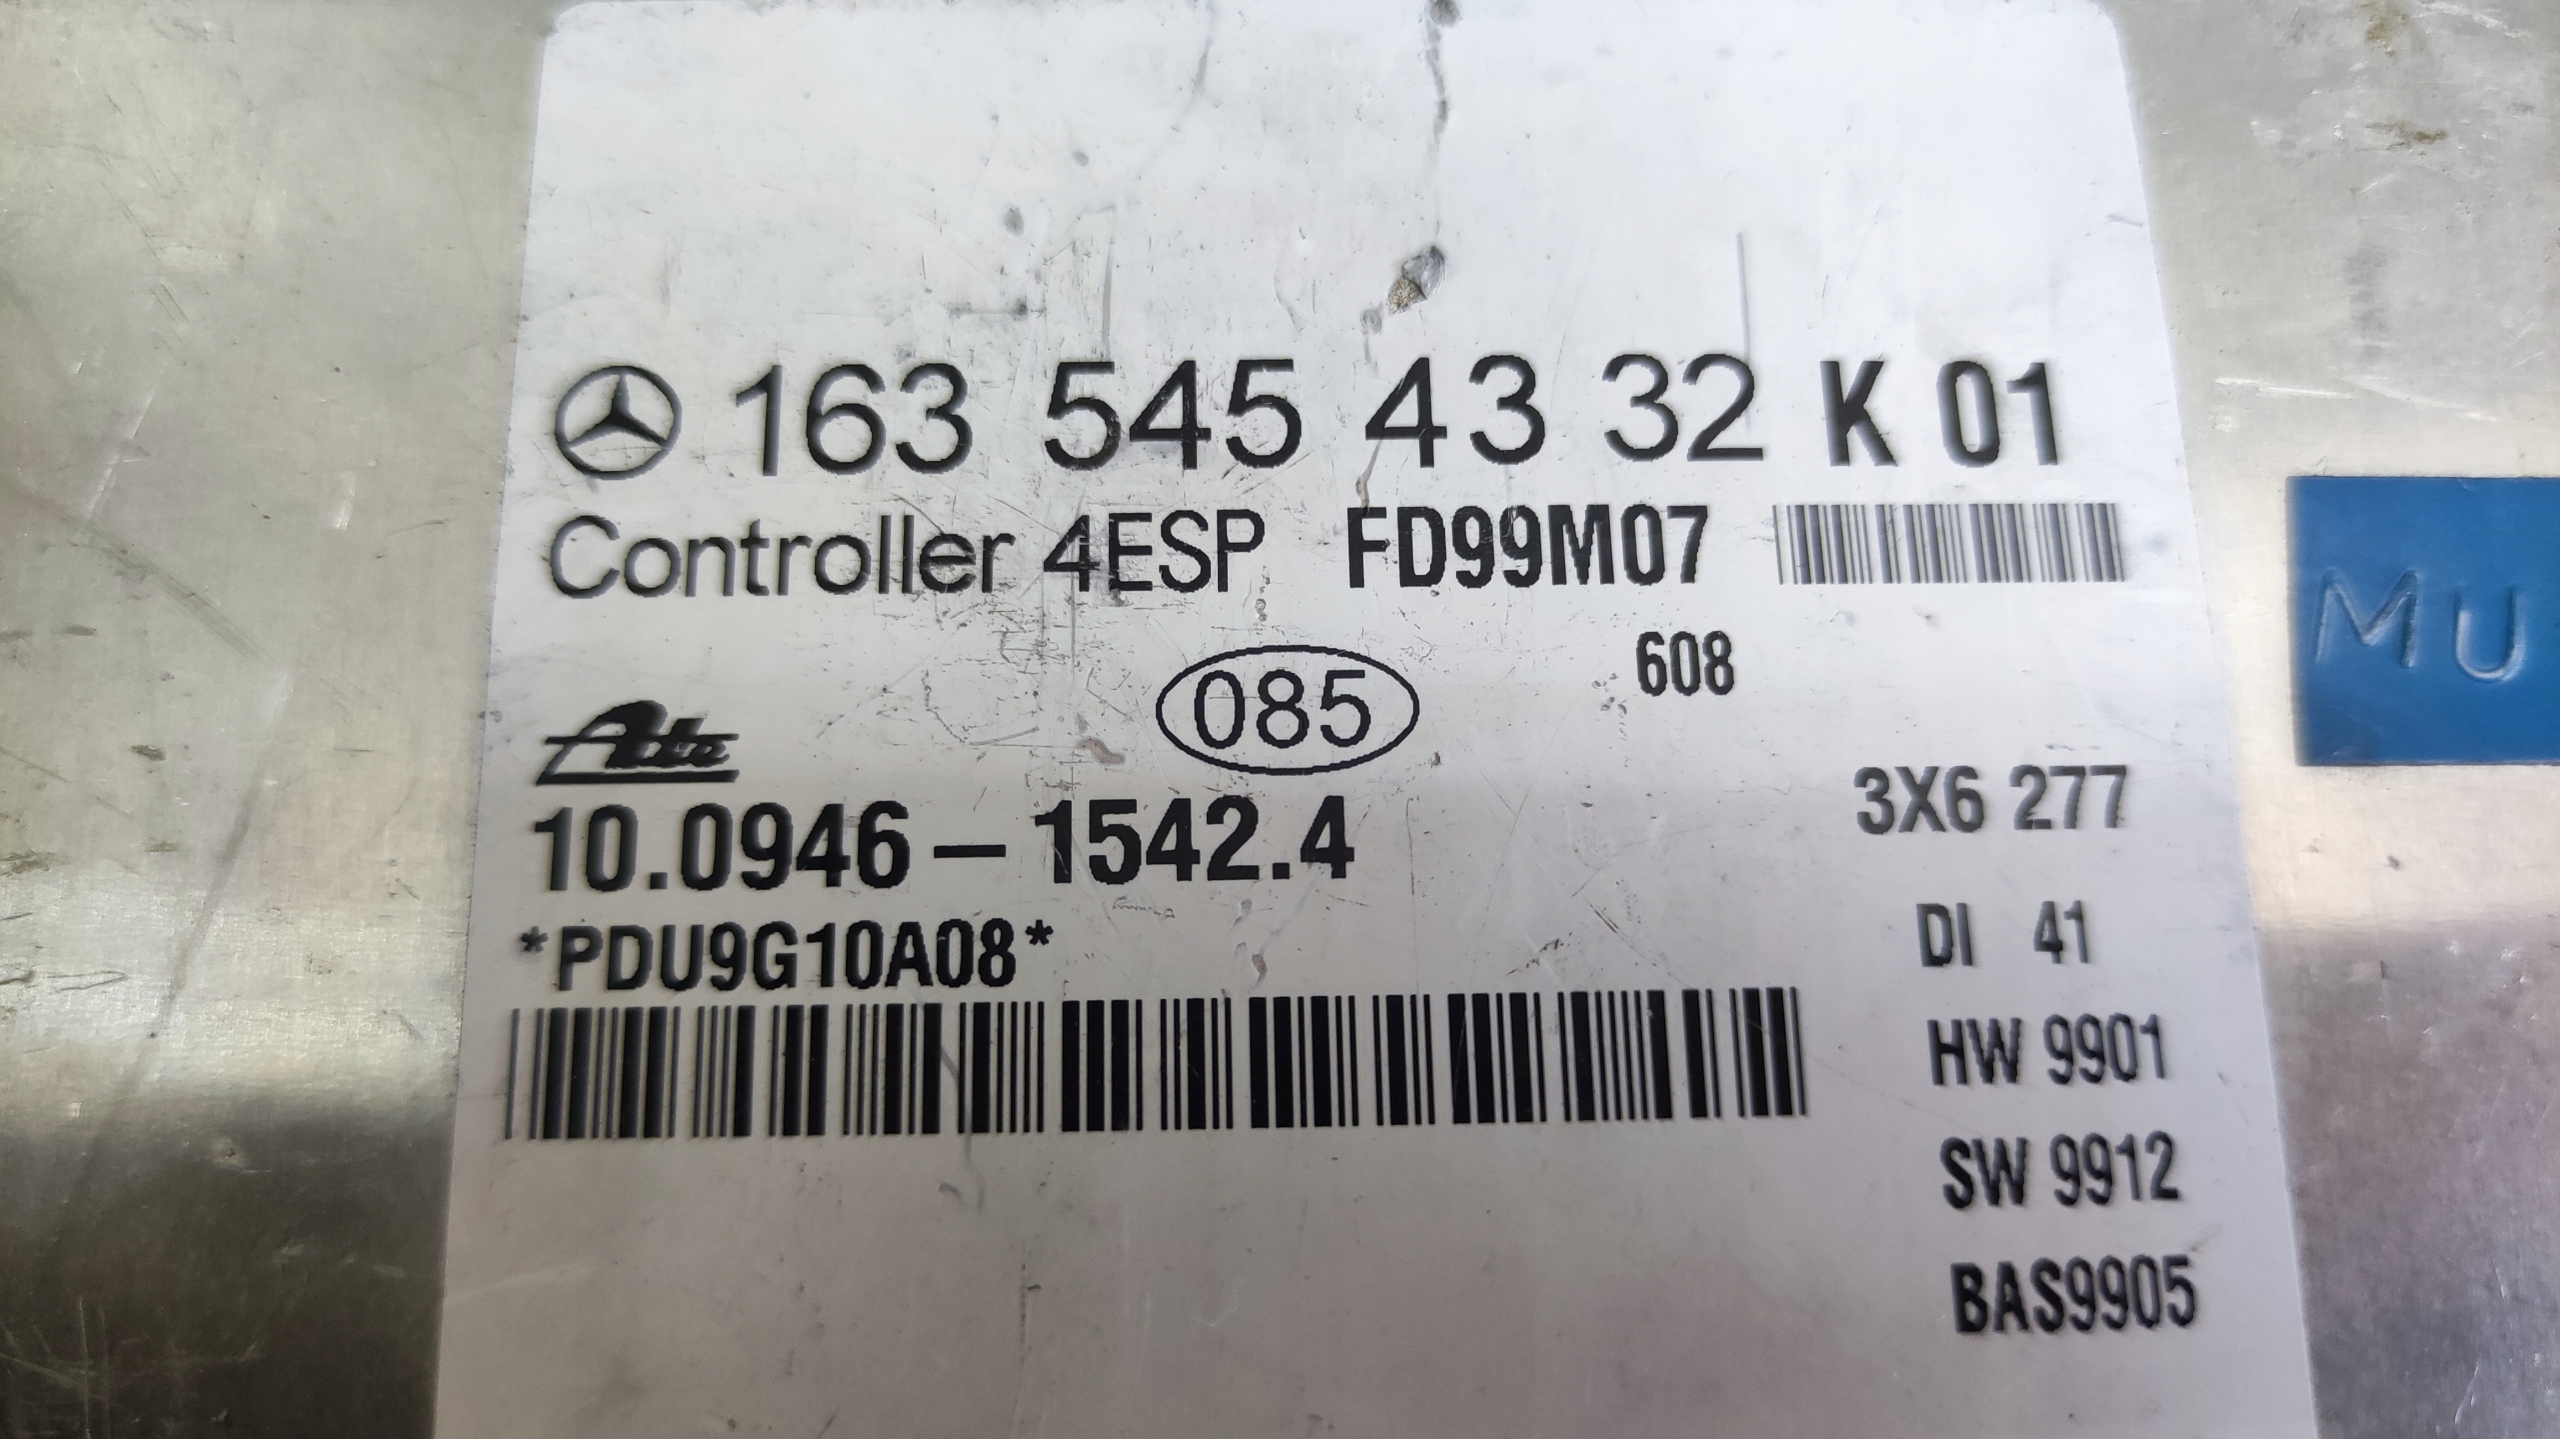 163 545 43 32 K 01
Controller 4ESP FD99M07
608
085
Ate
10.0946-1542.4
3X6 277
*PDU9G10A08*
DI 41
HW 9901
SW 9912
BAS9905
MU